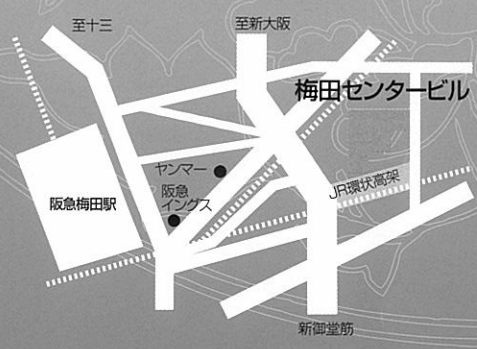 至十三
至新大阪
梅田センタービル
ヤンマー
阪急
イングス
JR環状高架
阪急梅田駅
新御堂筋